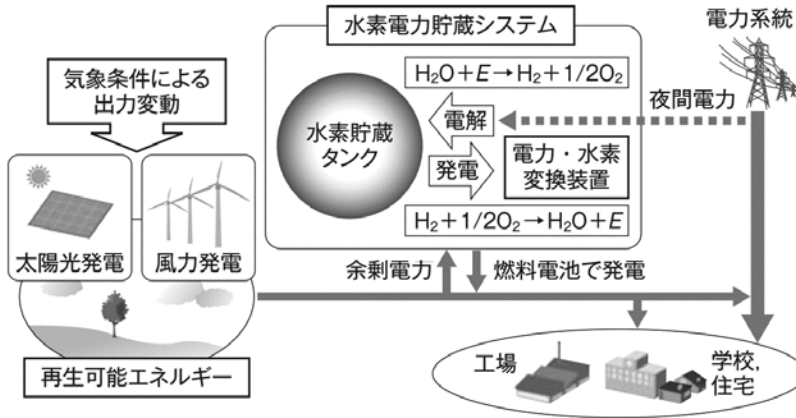 水素電力貯蔵システム
電力系統
気象条件による
出力変動
H₂O+E→H₂+1/2O₂
水素貯蔵
タンク
電解
夜間電力
発電
電力・水素
変換装置
H₂+1/2O₂→H₂O+E
太陽光発電
風力発電
余剰電力
燃料電池で発電
再生可能エネルギー
工場
学校,
住宅